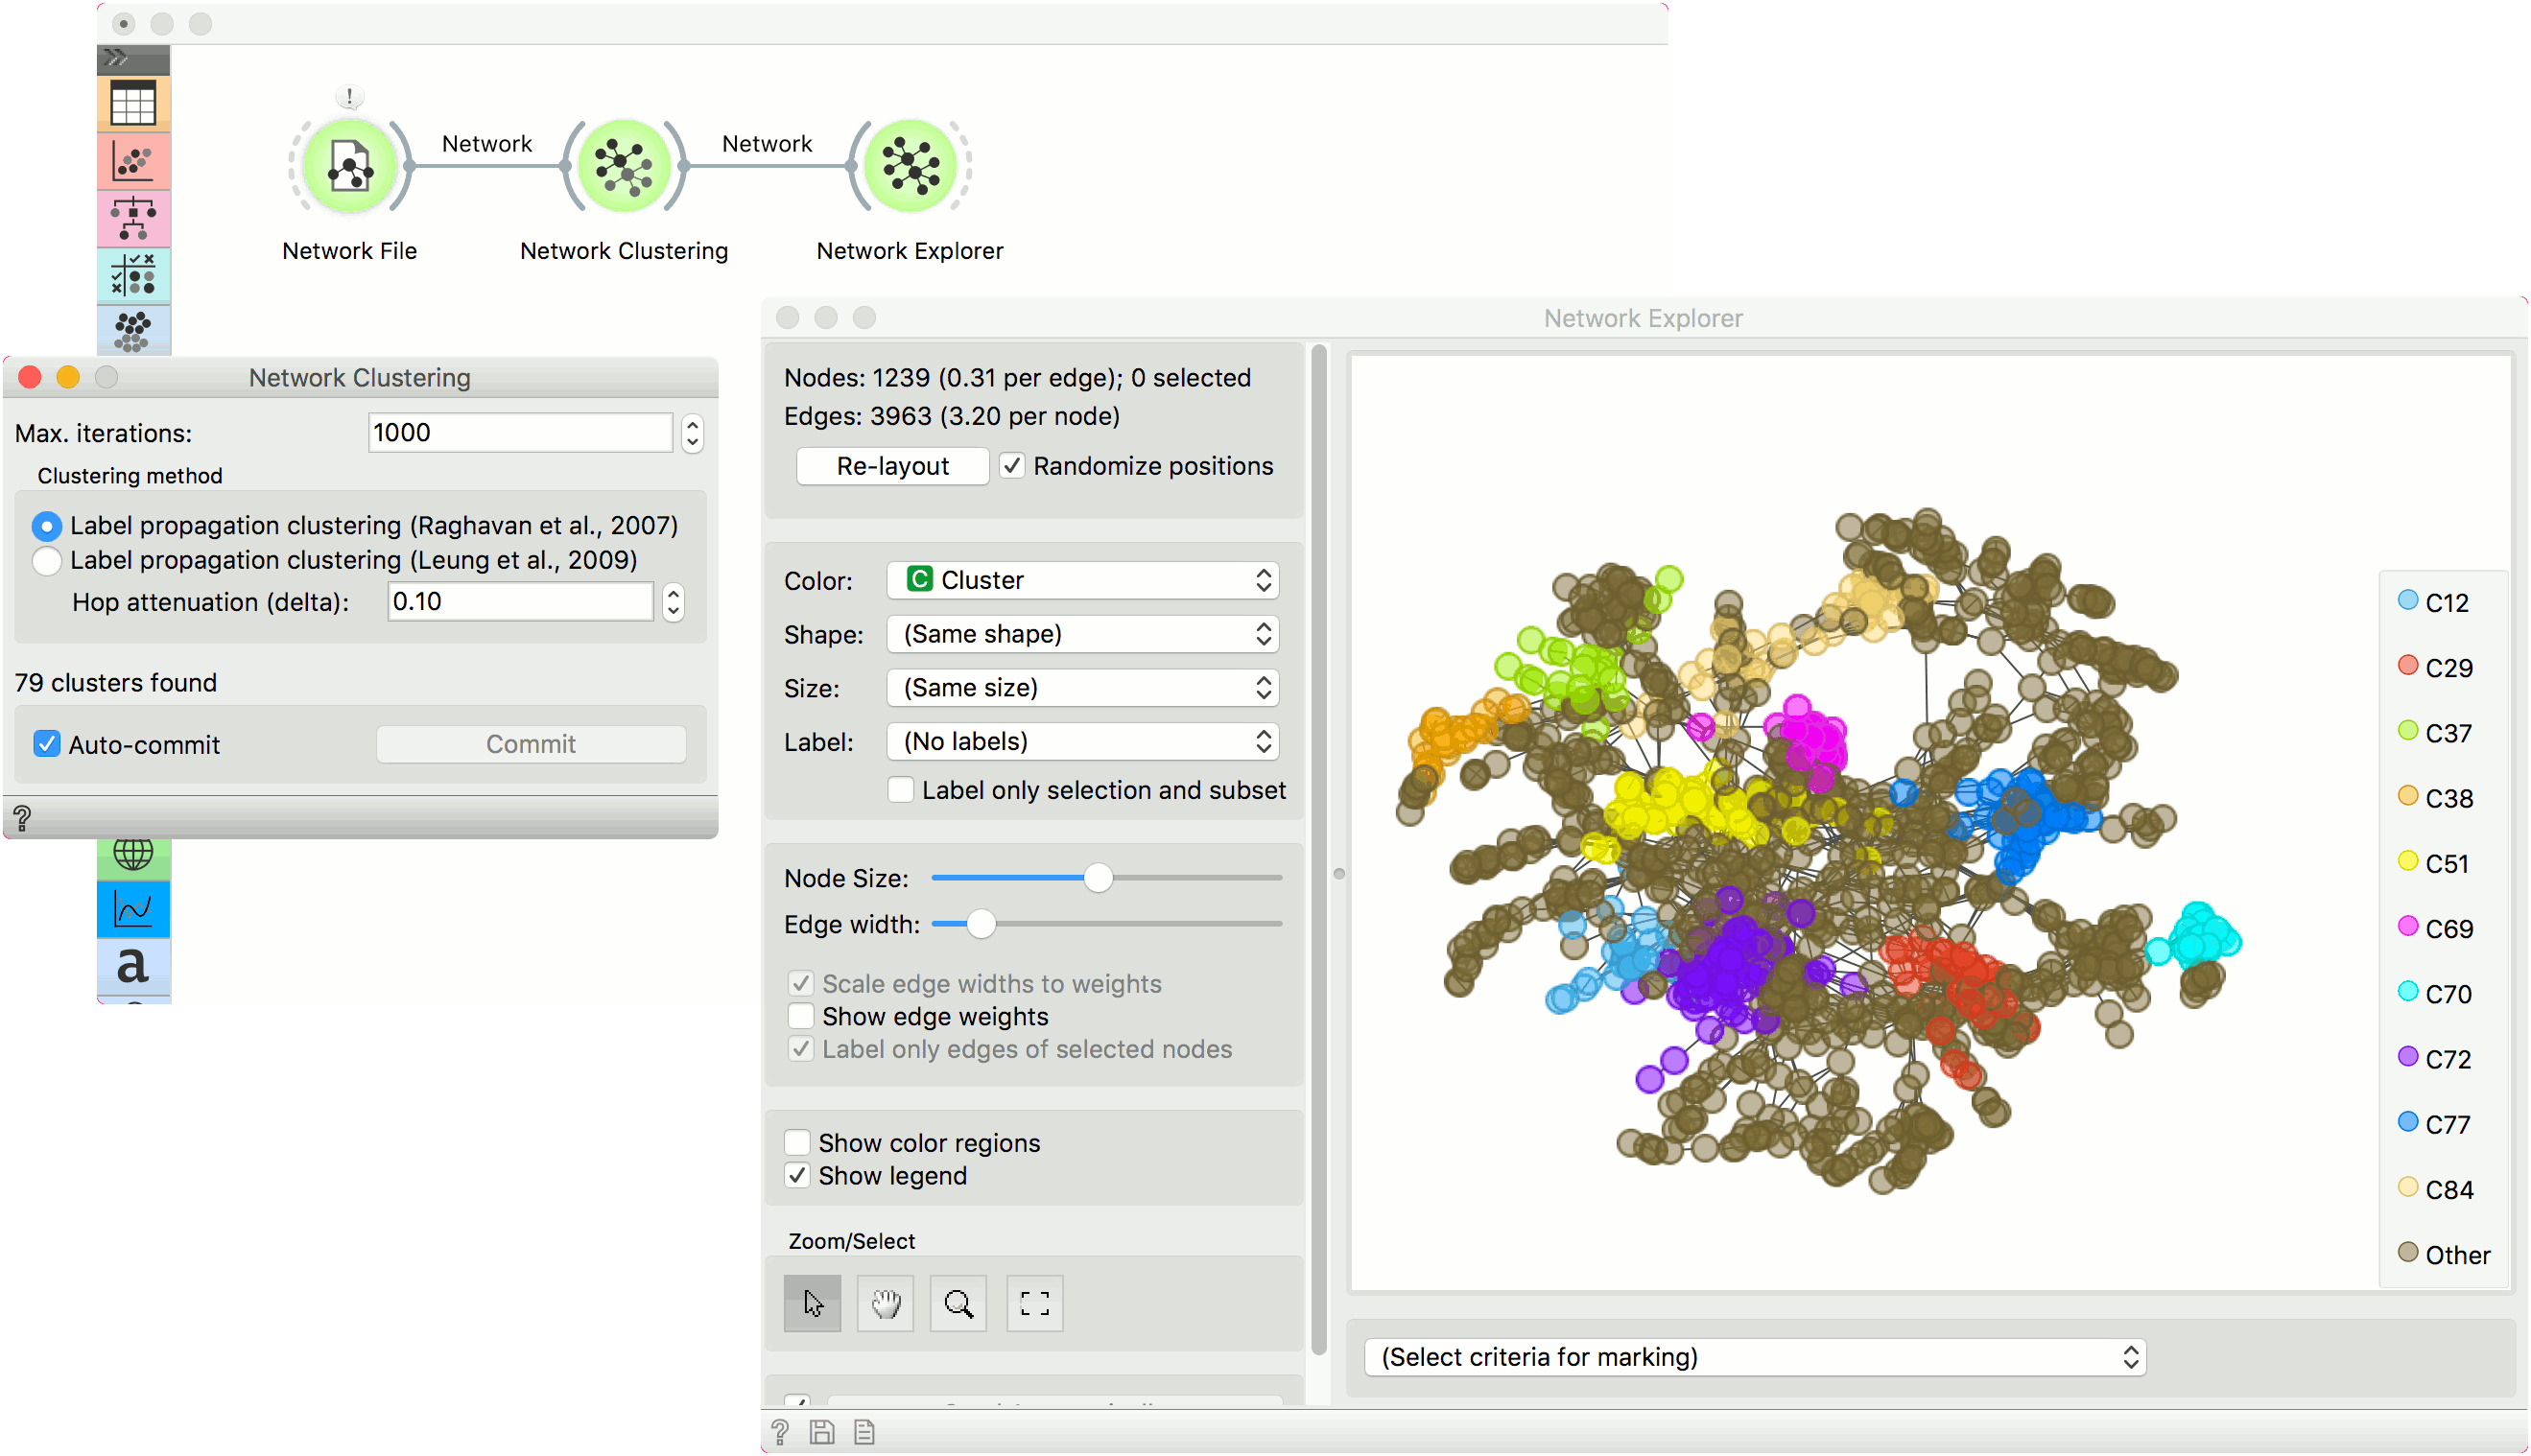 Network
Network
Network File
Network Clustering
Network Explorer
Network Clustering
Max. iterations:
1000
Clustering method
Label propagation clustering (Raghavan et al., 2007)
Label propagation clustering (Leung et al., 2009)
Hop attenuation (delta):
0.10
79 clusters found
Auto-commit
Commit
?
a
Network Explorer
Nodes: 1239 (0.31 per edge); 0 selected
Edges: 3963 (3.20 per node)
Re-layout
Randomize positions
Color:
C Cluster
Shape:
(Same shape)
Size:
(Same size)
Label:
(No labels)
Label only selection and subset
Node Size:
Edge width:
Scale edge widths to weights
Show edge weights
Label only edges of selected nodes
Show color regions
Show legend
Zoom/Select
?
C12
C29
C37
C38
C51
C69
C70
C72
C77
C84
Other
(Select criteria for marking)